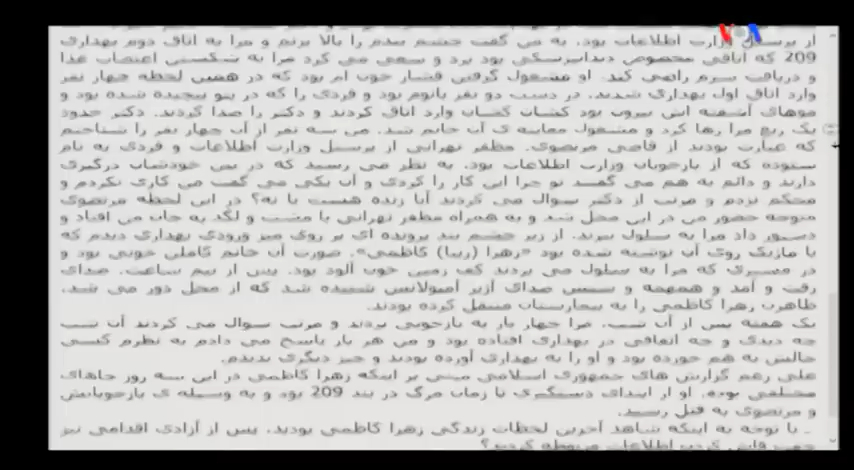 VOA
از پرسنل وزارت اطلاعات بود. به من گفت چشم بندم را بالا بزنم و مرا به اتاق دوم بهداری
209 که اتاقی مخصوص دندانپزشکی بود برد و سعی می کرد مرا به شکستن اعتصاب غذا
و دریافت سرم راضی کند. او مشغول گرفتن فشار خون ام بود که در همین لحظه چهار نفر
وارد اتاق اول بهداری شدند. در دست دو نفر باتوم بود و فردی را که در پتو پیچیده شده بود و
موهای آشفته اش بیرون بود کشان کشان وارد اتاق کردند و دکتر را صدا کردند. دکتر حدود
یک ربع مرا رها کرد و مشغول معاینه ی آن خانم شد. من سه نفر از آن چهار نفر را شناختم
که عبارت بودند از قاضی مرتضوی، مظفر تهرانی از پرسنل وزارت اطلاعات و فردی به نام
ستوده که از بازجویان وزارت اطلاعات بود. به نظر می رسید که در بین خودشان درگیری
دارند و دائم به هم می گفتند تو چرا این کار را کردی و آن یکی می گفت من کاری نکردم و
محکم نزدم و مرتب از دکتر سوال می کردند آیا زنده هست یا نه؟ در این لحظه مرتضوی
متوجه حضور من در این محل شد و به همراه مظفر تهرانی با مشت و لگد به جان من افتاد و
دستور داد مرا به سلول ببرند. از زیر چشم بند پرونده ای بر روی میز ورودی بهداری دیدم که
با ماژیک روی آن نوشته شده بود «زهرا (زیبا) کاظمی». صورت آن خانم کاملن خونی بود و
در مسیری که مرا به سلول می بردند کف زمین خون آلود بود. پس از نیم ساعت، صدای
رفت و آمد و همهمه و سپس صدای آژیر آمبولانس شنیده شد که از محل دور می شد.
ظاهرن زهرا کاظمی را به بیمارستان منتقل کرده بودند.
یک هفته پس از آن شب، مرا چهار بار به بازجویی بردند و مرتب سوال می کردند آن شب
چه دیدی و چه اتفاقی در بهداری افتاده بود و من هر بار پاسخ می دادم به نظرم کسی
حالش به هم خورده بود و او را به بهداری آورده بودند و چیز دیگری ندیدم.
علی رغم گزارش های جمهوری اسلامی مبنی بر اینکه زهرا کاظمی در این سه روز جاهای
مختلفی بوده، او از ابتدای دستگیری تا زمان مرگ در بند 209 بود و به وسیله ی بازجویانش
و مرتضوی به قتل رسید.
ـ با توجه به اینکه شاهد آخرین لحظات زندگی زهرا کاظمی بودید، پس از آزادی اقدامی نیز
کردن اطلاعات مربوطه کردید؟